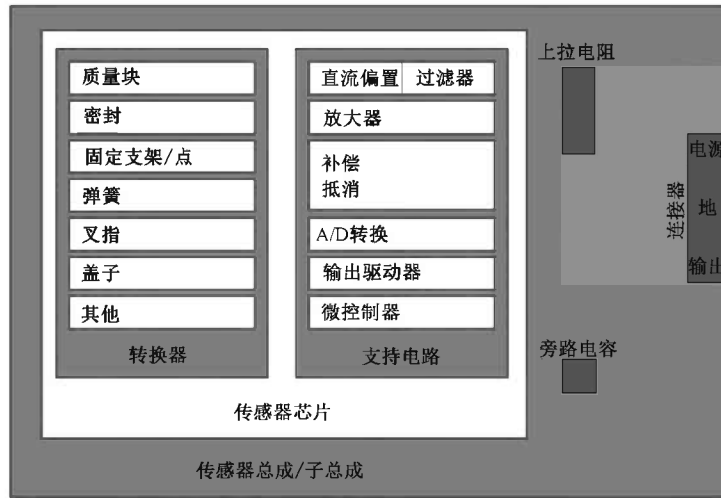 质量块
密封
固定支架/点
弹簧
叉指
盖子
其他
转换器
直流偏置 过滤器
放大器
补偿
抵消
A/D转换
输出驱动器
微控制器
支持电路
传感器芯片
传感器总成/子总成
上拉电阻
连接器
电源
地
输出
旁路电容